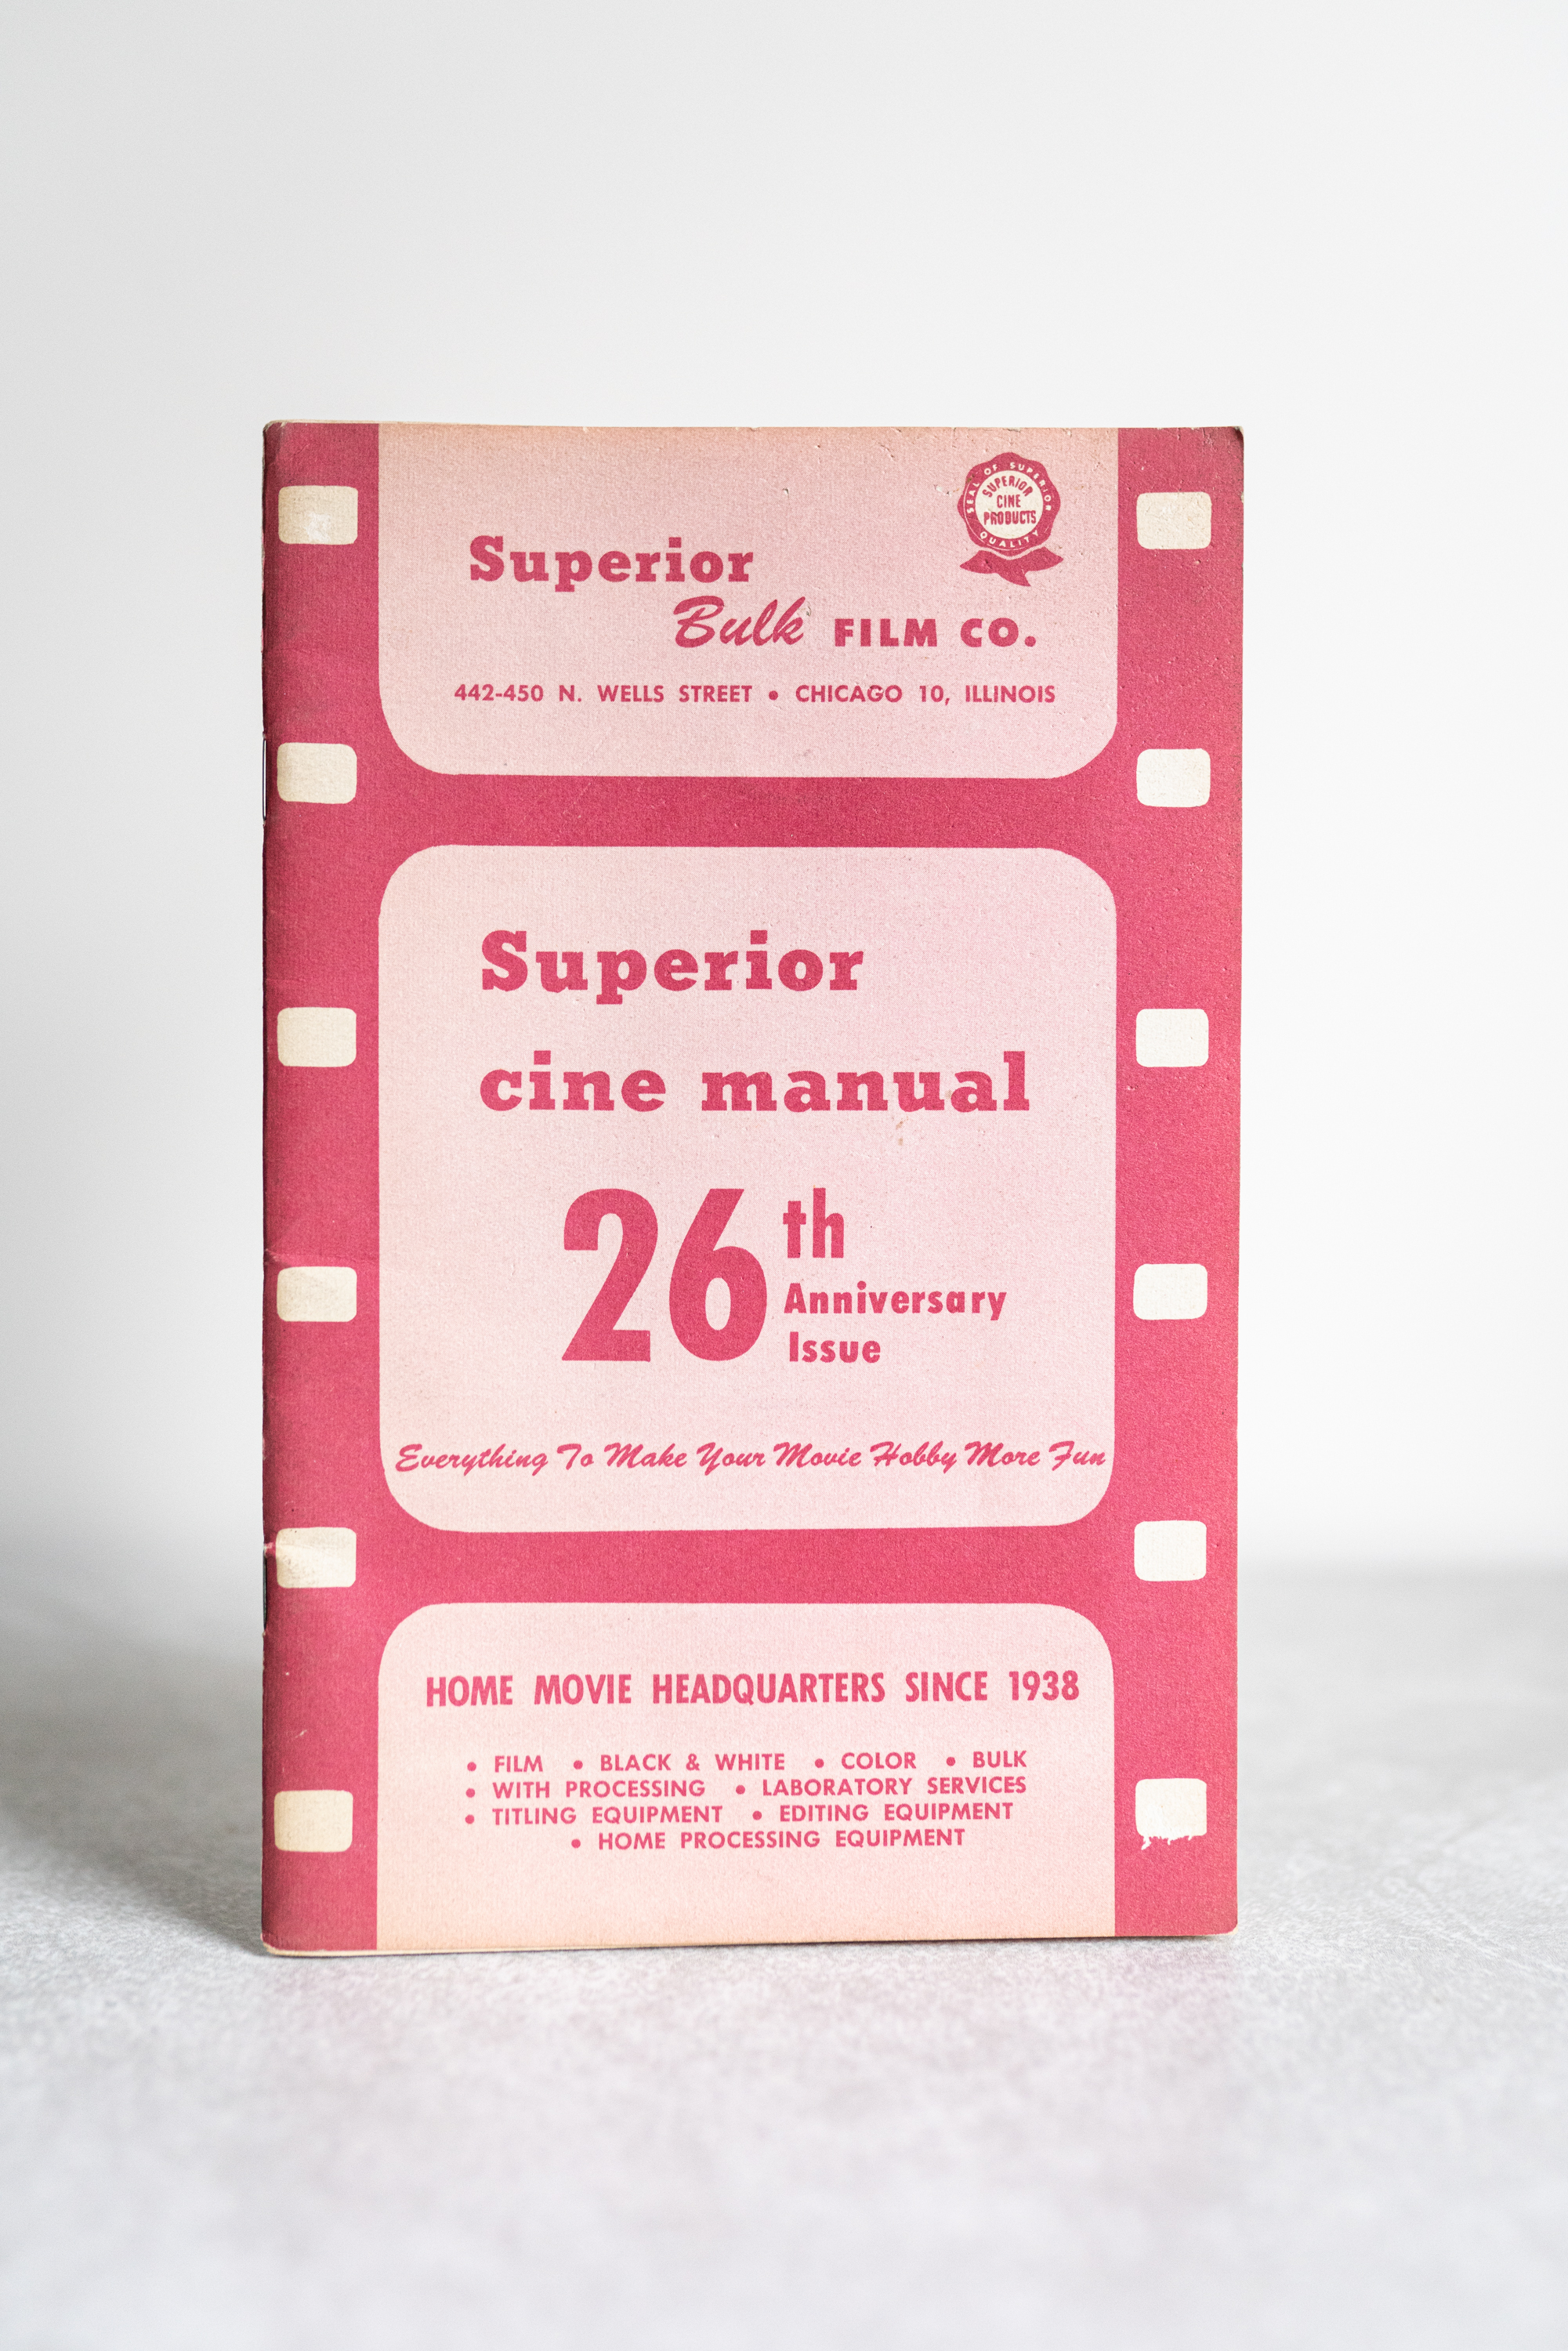 SEAL OF SUPERIOR
SUPERIOR
CINE
PRODUCTS
QUALITY
Superior
Bulk FILM CO.
442-450 N. WELLS STREET • CHICAGO 10, ILLINOIS
Superior
cine manual
26th
Anniversary
Issue
Everything To Make Your Movie Hobby More Fun
HOME MOVIE HEADQUARTERS SINCE 1938
• FILM • BLACK & WHITE • COLOR • BULK
• WITH PROCESSING • LABORATORY SERVICES
• TITLING EQUIPMENT • EDITING EQUIPMENT
• HOME PROCESSING EQUIPMENT